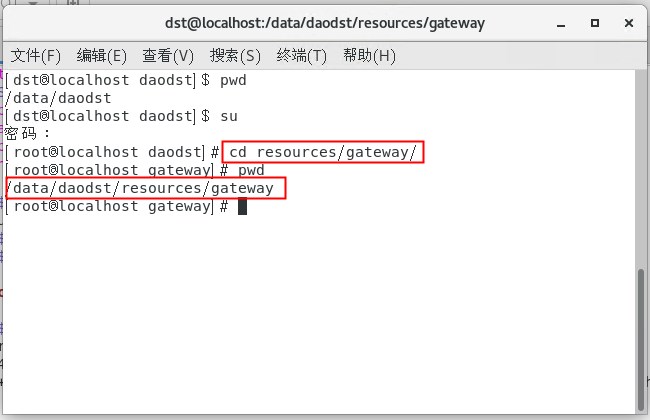 dst@localhost:/data/daodst/resources/gateway
文件(F) 编辑(E) 查看(V) 搜索(S) 终端(T) 帮助(H)
[dst@localhost daodst]$ pwd
/data/daodst
[dst@localhost daodst]$ su
密码：
[root@localhost daodst]# cd resources/gateway/
[root@localhost gateway]# pwd
/data/daodst/resources/gateway
[root@localhost gateway]#